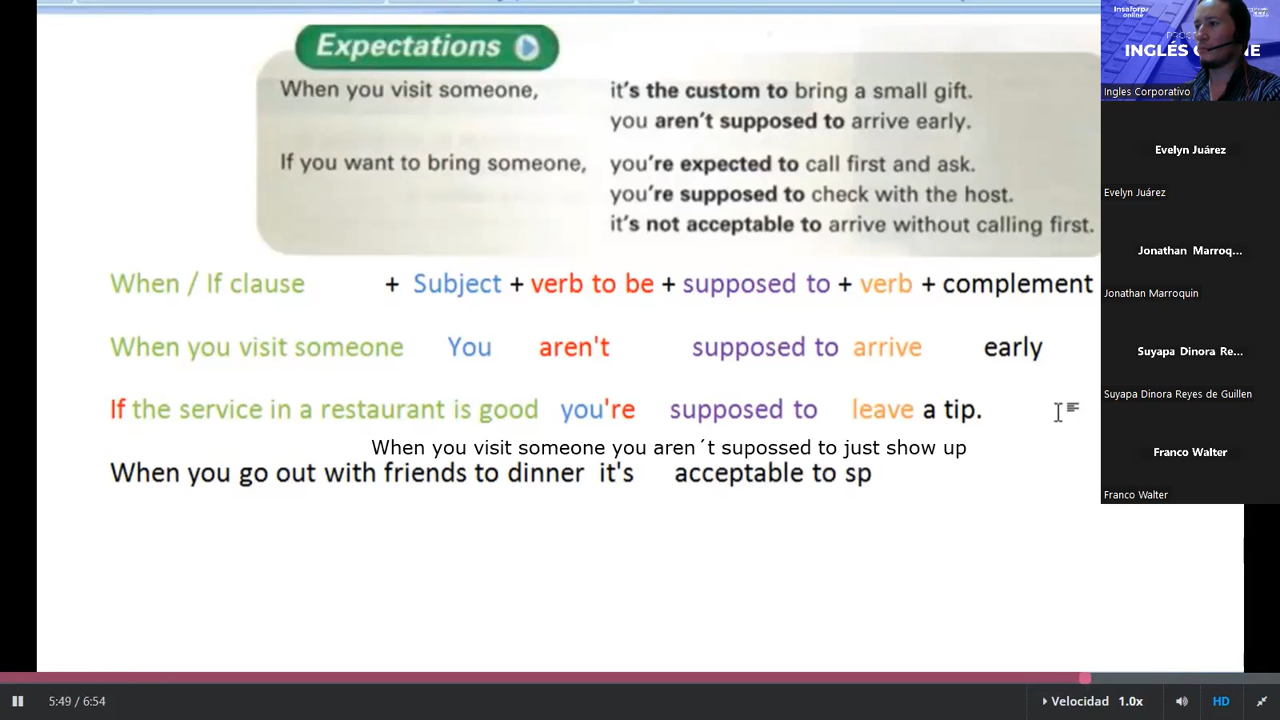 Expectations
When you visit someone, it's the custom to bring a small gift.
you aren't supposed to arrive early.
If you want to bring someone, you're expected to call first and ask.
you're supposed to check with the host.
it's not acceptable to arrive without calling first.
When / If clause + Subject + verb to be + supposed to + verb + complement
When you visit someone You aren't supposed to arrive early
If the service in a restaurant is good you're supposed to leave a tip.
When you visit someone you aren´t supossed to just show up
When you go out with friends to dinner it's acceptable to sp
Insaforp
online
INGLÉS
NE
Ingles Corporativo
Evelyn Juárez
Evelyn Juárez
Jonathan Marroq...
Jonathan Marroquin
Suyapa Dinora Re...
Suyapa Dinora Reyes de Guillen
Franco Walter
Franco Walter
5:49 / 6:54
Velocidad 1.0x
HD